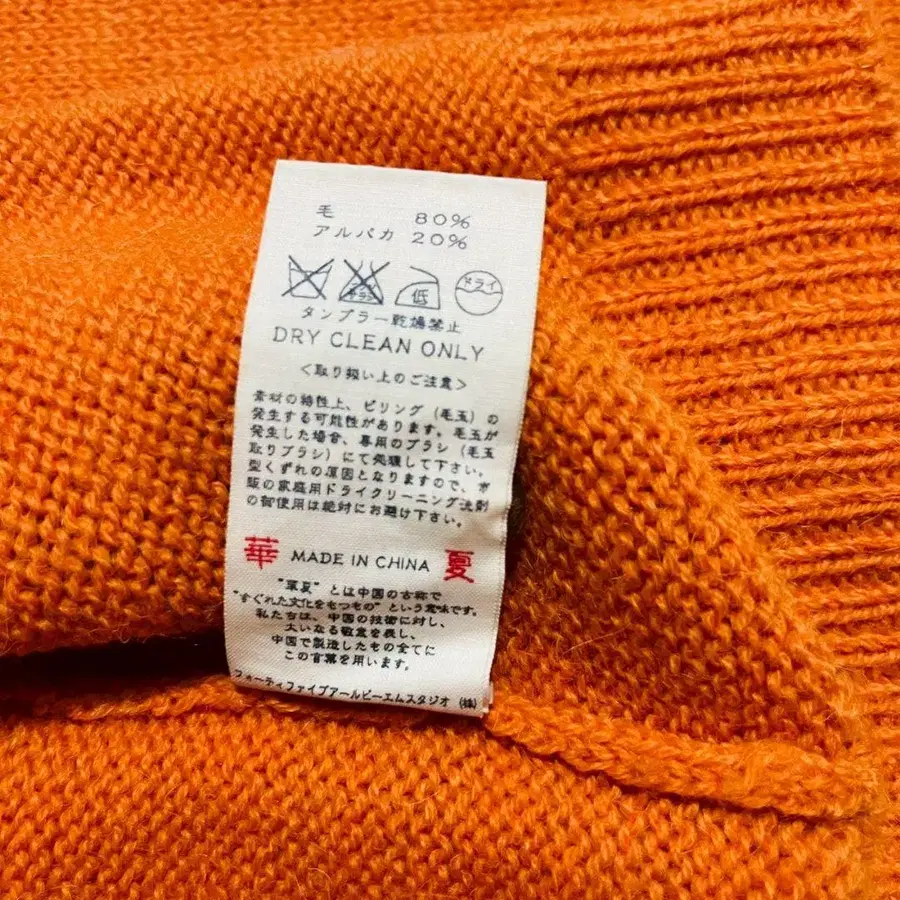 毛 80%
アルパカ 20%
エンソサラシ
低
ドライ
タンブラー乾燥禁止
DRY CLEAN ONLY
<取り扱い上のご注意>
素材の特性上、ピリング(毛玉)の
発生する可能性があります。毛玉が
発生した場合、専用のブラシ(毛玉
取りブラシ)にて処理して下さい。
型くずれの原因となりますので、市
販の家庭用ドライクリーニング洗剤
の御使用は絶対にお避け下さい。
華 MADE IN CHINA 夏
"華夏"とは中国の古称で
"すぐれた文化をもつもの"という意味です。
私たちは、中国の技術に対し、
大いなる敬意を表し、
中国で製造したもの全てに
この言葉を用います。
フォーティファイブアールピーエムスタジオ(株)